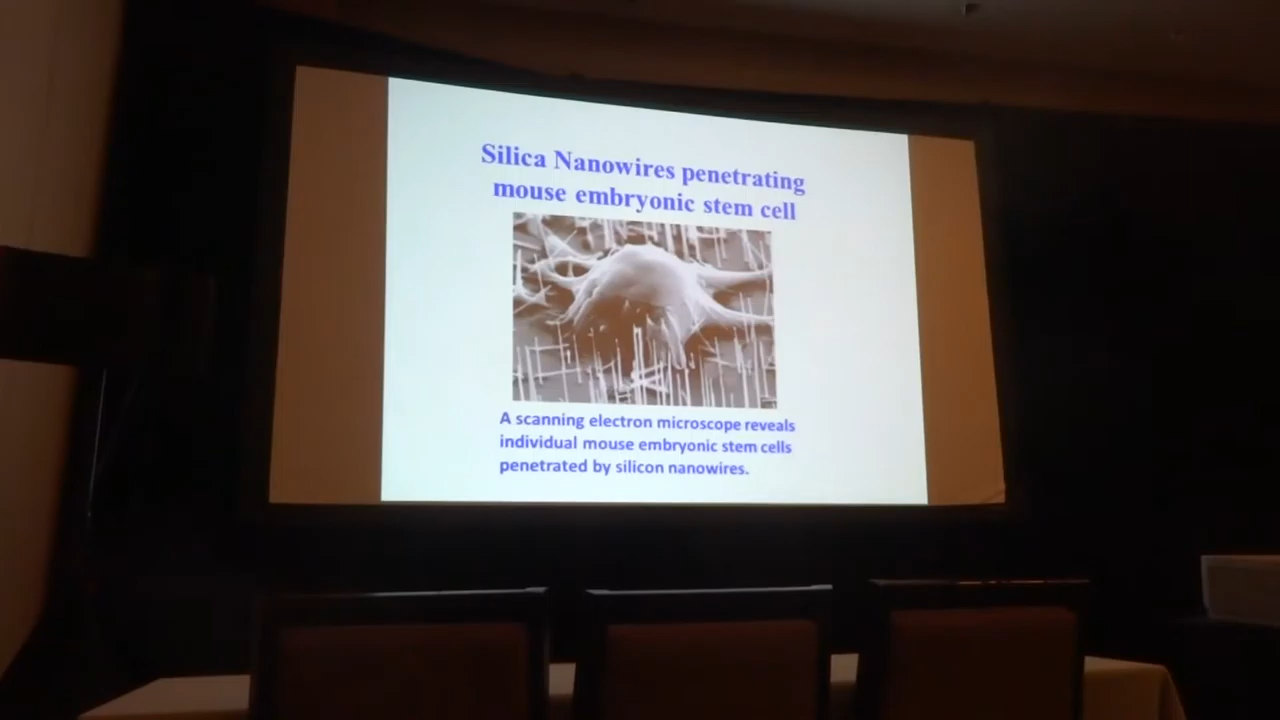 Silica Nanowires penetrating
mouse embryonic stem cell
A scanning electron microscope reveals
individual mouse embryonic stem cells
penetrated by silicon nanowires.